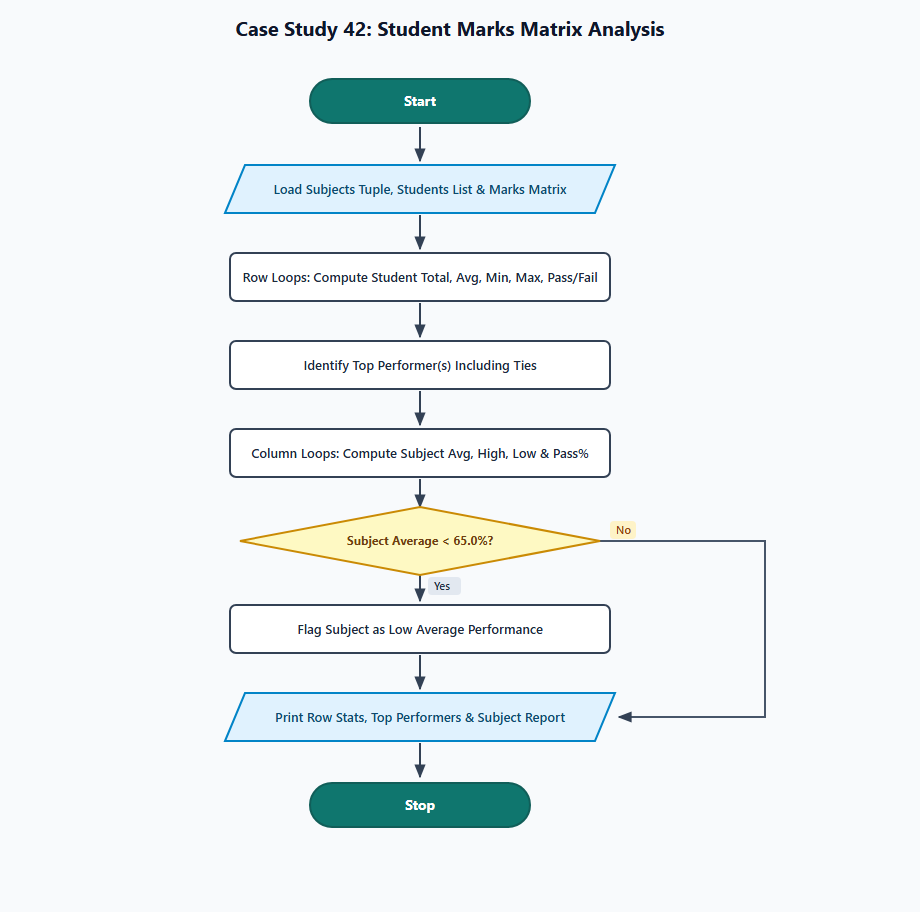 Case Study 42: Student Marks Matrix Analysis
Start
Load Subjects Tuple, Students List & Marks Matrix
Row Loops: Compute Student Total, Avg, Min, Max, Pass/Fail
Identify Top Performer(s) Including Ties
Column Loops: Compute Subject Avg, High, Low & Pass%
Subject Average < 65.0%?
No
Yes
Flag Subject as Low Average Performance
Print Row Stats, Top Performers & Subject Report
Stop